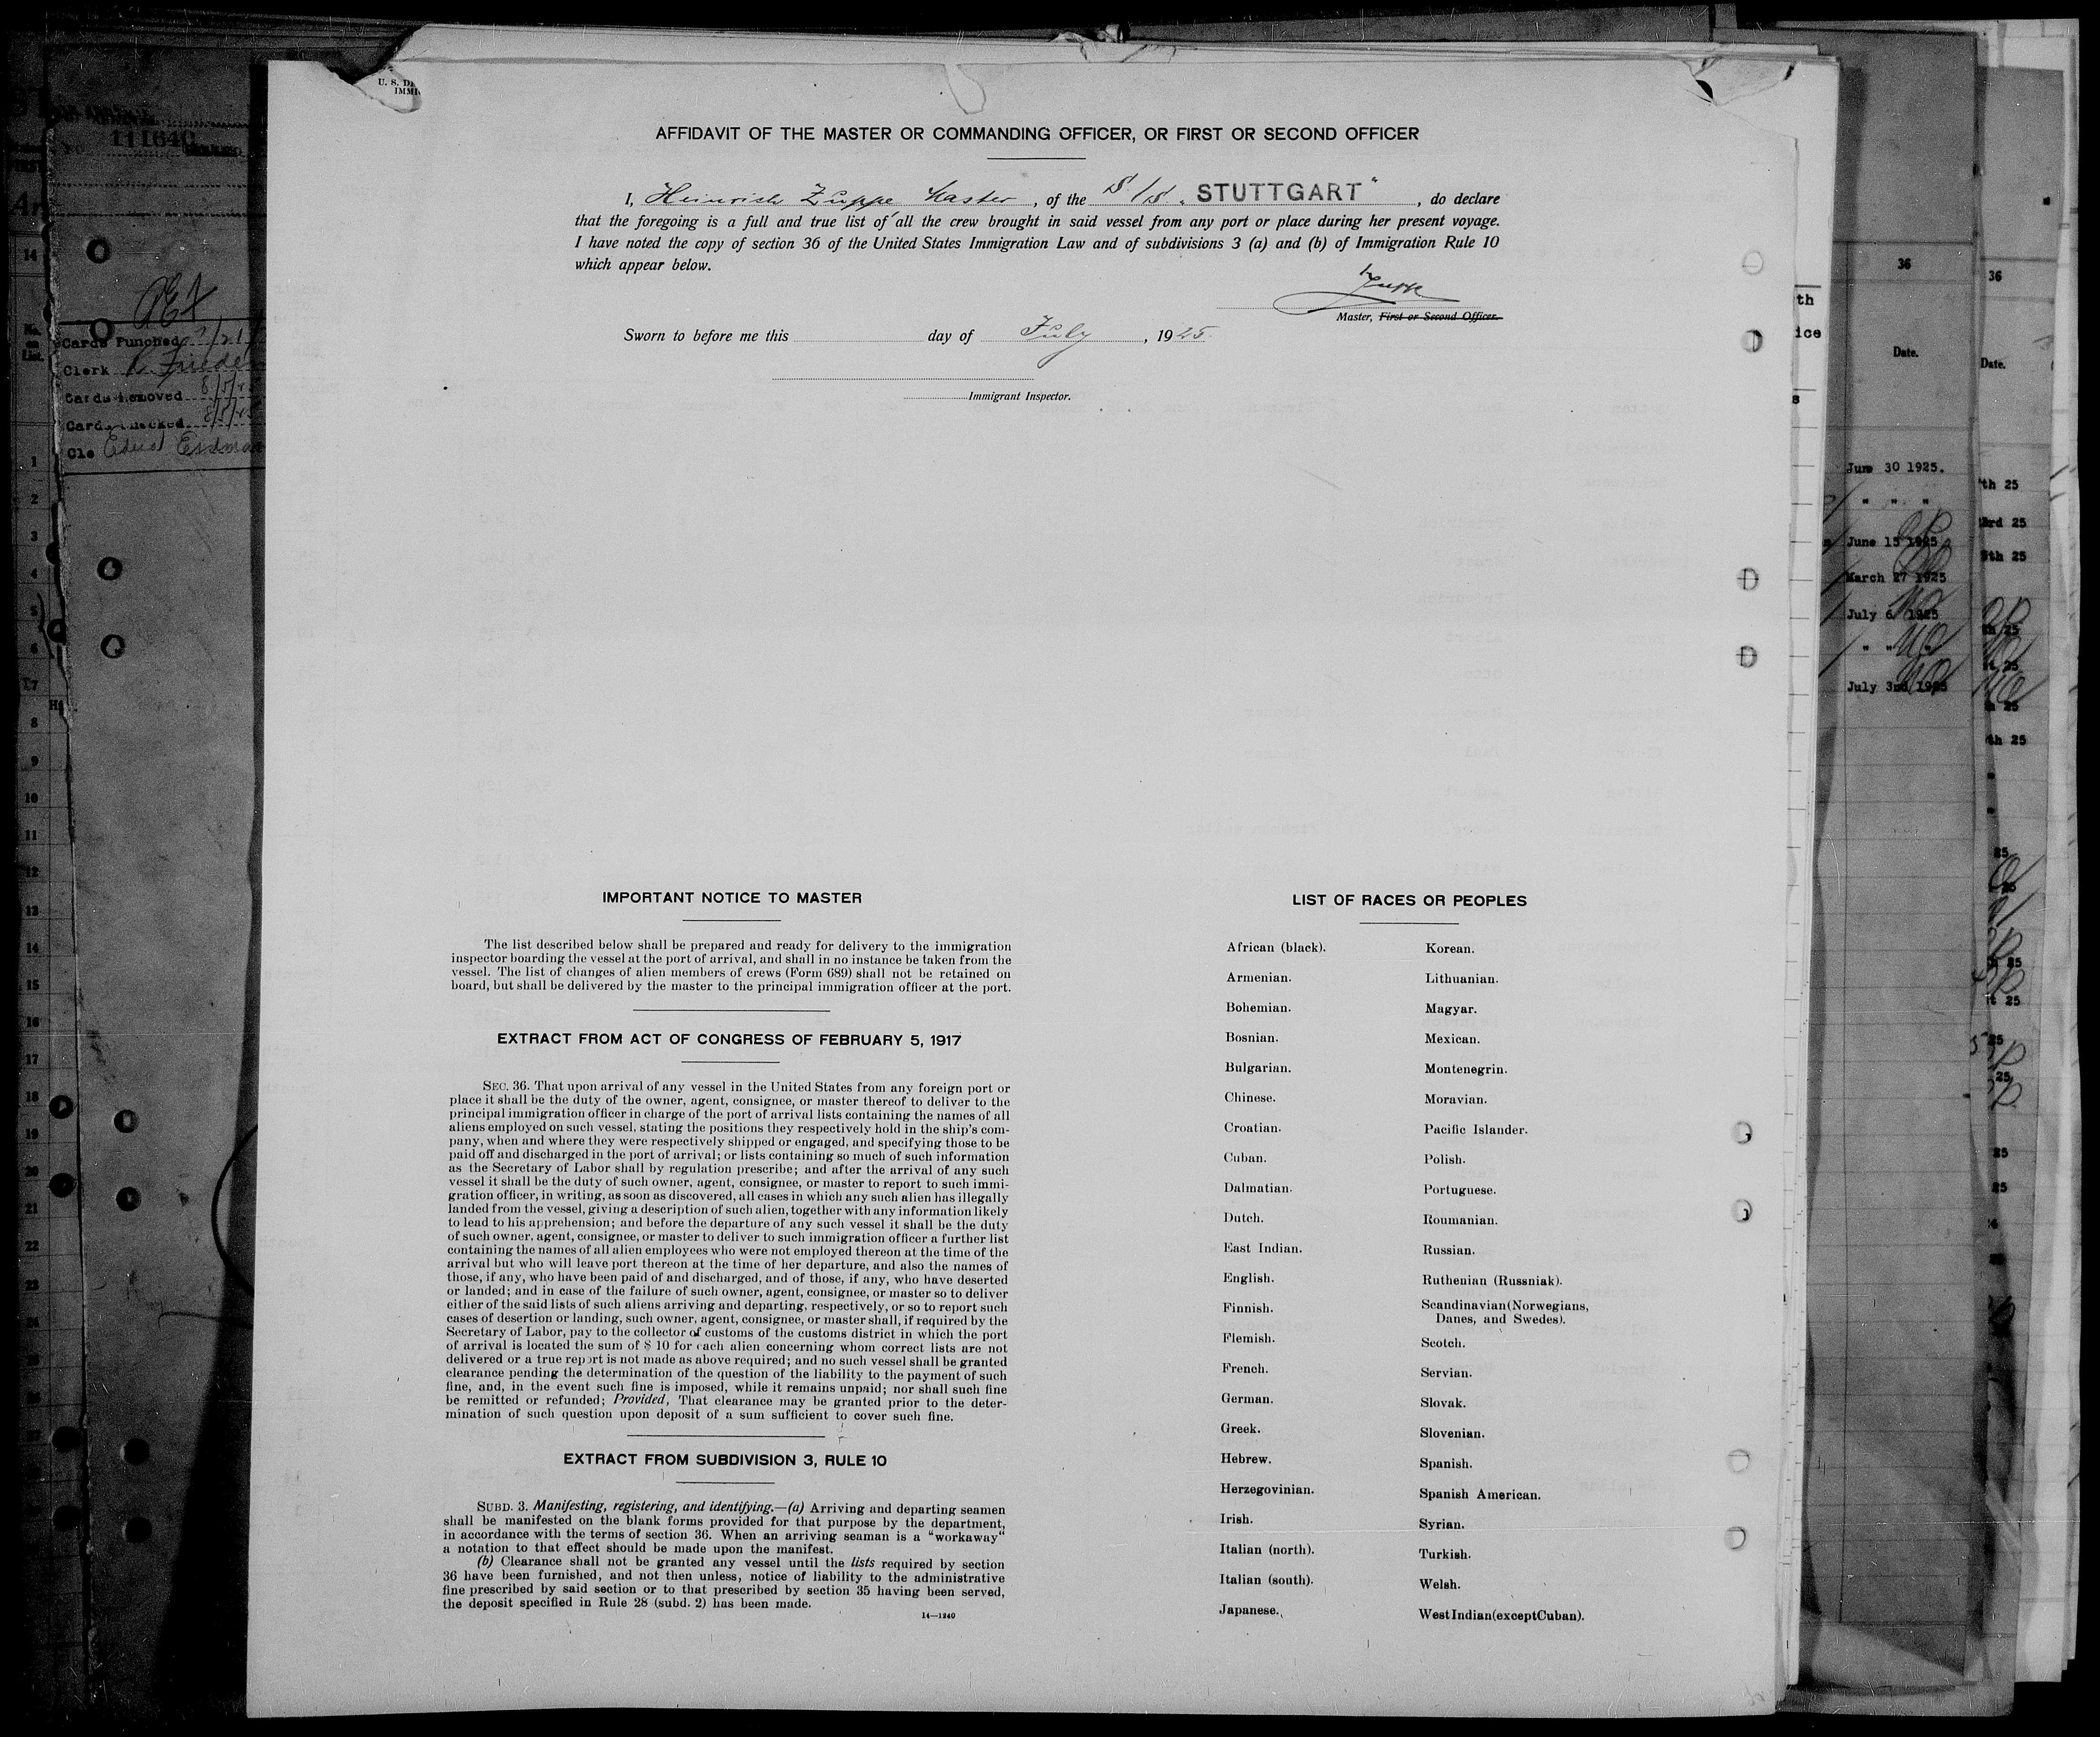 U. S. D
IMMI
AFFIDAVIT OF THE MASTER OR COMMANDING OFFICER, OR FIRST OR SECOND OFFICER
I, Heinrich Zuppe Master, of the S/S. „STUTTGART“, do declare
that the foregoing is a full and true list of all the crew brought in said vessel from any port or place during her present voyage.
I have noted the copy of section 36 of the United States Immigration Law and of subdivisions 3 (a) and (b) of Immigration Rule 10
which appear below.
Master, First or Second Officer.
Sworn to before me this day of July, 1925.
Immigrant Inspector.
IMPORTANT NOTICE TO MASTER
The list described below shall be prepared and ready for delivery to the immigration
inspector boarding the vessel at the port of arrival, and shall in no instance be taken from the
vessel. The list of changes of alien members of crews (Form 689) shall not be retained on
board, but shall be delivered by the master to the principal immigration officer at the port.
EXTRACT FROM ACT OF CONGRESS OF FEBRUARY 5, 1917
SEC. 36. That upon arrival of any vessel in the United States from any foreign port or
place it shall be the duty of the owner, agent, consignee, or master thereof to deliver to the
principal immigration officer in charge of the port of arrival lists containing the names of all
aliens employed on such vessel, stating the positions they respectively hold in the ship's com-
pany, when and where they were respectively shipped or engaged, and specifying those to be
paid off and discharged in the port of arrival; or lists containing so much of such information
as the Secretary of Labor shall by regulation prescribe; and after the arrival of any such
vessel it shall be the duty of such owner, agent, consignee, or master to report to such immi-
gration officer, in writing, as soon as discovered, all cases in which any such alien has illegally
landed from the vessel, giving a description of such alien, together with any information likely
to lead to his apprehension; and before the departure of any such vessel it shall be the duty
of such owner, agent, consignee, or master to deliver to such immigration officer a further list
containing the names of all alien employees who were not employed thereon at the time of the
arrival but who will leave port thereon at the time of her departure, and also the names of
those, if any, who have been paid of and discharged, and of those, if any, who have deserted
or landed; and in case of the failure of such owner, agent, consignee, or master so to deliver
either of the said lists of such aliens arriving and departing, respectively, or so to report such
cases of desertion or landing, such owner, agent, consignee, or master shall, if required by the
Secretary of Labor, pay to the collector of customs of the customs district in which the port
of arrival is located the sum of $ 10 for each alien concerning whom correct lists are not
delivered or a true report is not made as above required; and no such vessel shall be granted
clearance pending the determination of the question of the liability to the payment of such
fine, and, in the event such fine is imposed, while it remains unpaid; nor shall such fine
be remitted or refunded; Provided, That clearance may be granted prior to the deter-
mination of such question upon deposit of a sum sufficient to cover such fine.
EXTRACT FROM SUBDIVISION 3, RULE 10
SUBD. 3. Manifesting, registering, and identifying.—(a) Arriving and departing seamen
shall be manifested on the blank forms provided for that purpose by the department,
in accordance with the terms of section 36. When an arriving seaman is a “workaway“
a notation to that effect should be made upon the manifest.
(b) Clearance shall not be granted any vessel until the lists required by section
36 have been furnished, and not then unless, notice of liability to the administrative
fine prescribed by said section or to that prescribed by section 35 having been served,
the deposit specified in Rule 28 (subd. 2) has been made.
14—1240
LIST OF RACES OR PEOPLES
African (black).
Armenian.
Bohemian.
Bosnian.
Bulgarian.
Chinese.
Croatian.
Cuban.
Dalmatian.
Dutch.
East Indian.
English.
Finnish.
Flemish.
French.
German.
Greek.
Hebrew.
Herzegovinian.
Irish.
Italian (north).
Italian (south).
Japanese.
Korean.
Lithuanian.
Magyar.
Mexican.
Montenegrin.
Moravian.
Pacific Islander.
Polish.
Portuguese.
Roumanian.
Russian.
Ruthenian (Russniak).
Scandinavian (Norwegians,
Danes, and Swedes).
Scotch.
Servian.
Slovak.
Slovenian.
Spanish.
Spanish American.
Syrian.
Turkish.
Welsh.
West Indian (except Cuban).
111640
Cards Punched
Clerk
Cards Removed 8/5/25
Cards Checked 8/5/25
36
Date.
June 30 1925.
" " "
June 15 1925
March 27 1925
July 6 1925
" " "
July 3rd 1925
36
Date.